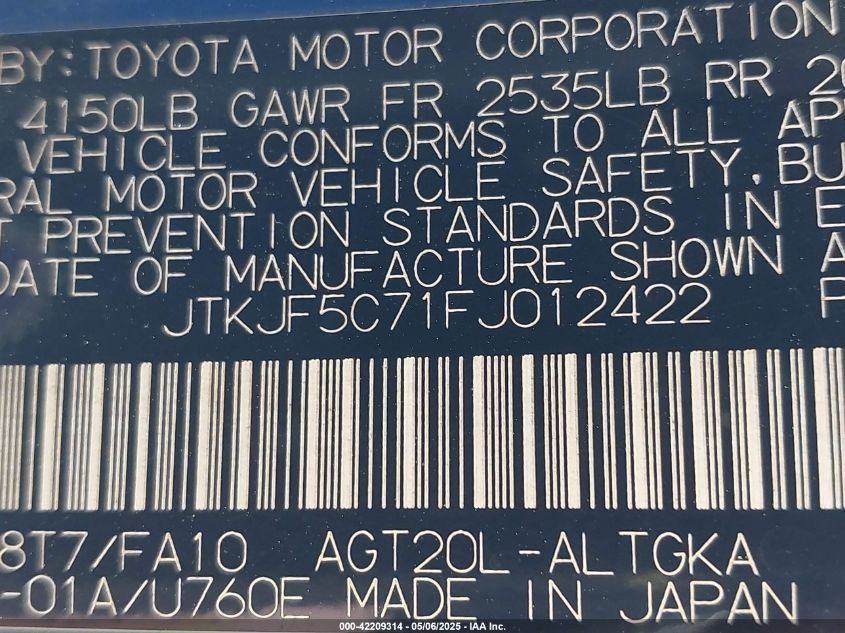 BY:TOYOTA MOTOR CORPORATION
4150LB GAWR FR 2535LB RR
VEHICLE CONFORMS TO ALL
MOTOR VEHICLE SAFETY,
PREVENTION STANDARDS IN
DATE OF MANUFACTURE SHOWN
JTKJF5C71FJ012422
8T7/FA10 AGT20L-ALTGKA
-01A/U760E MADE IN JAPAN
000-42209314 - 05/06/2025 - IAA Inc.